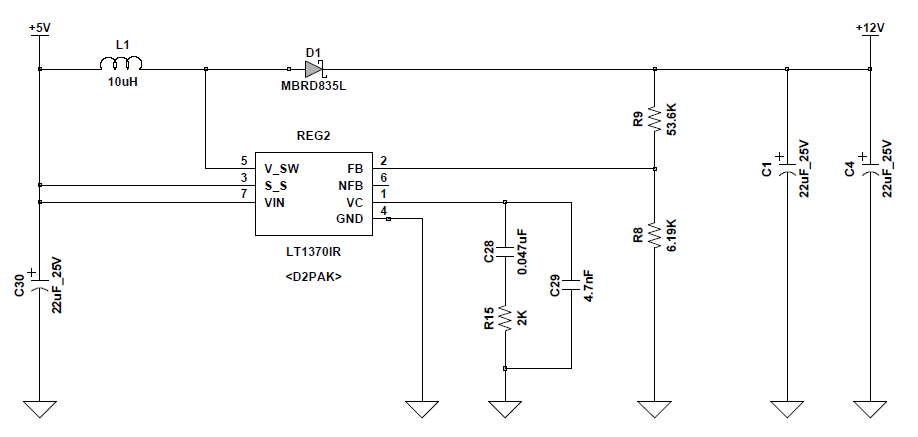 +5V
+12V
L1
10uH
D1
MBRD835L
R9
53.6K
REG2
5
V_SW
FB
2
3
S_S
NFB
6
7
VIN
VC
1
GND
4
LT1370IR
<D2PAK>
C1
22uF_25V
C4
22uF_25V
R8
6.19K
C28
0.047uF
C29
4.7nF
C30
22uF_25V
R15
2K